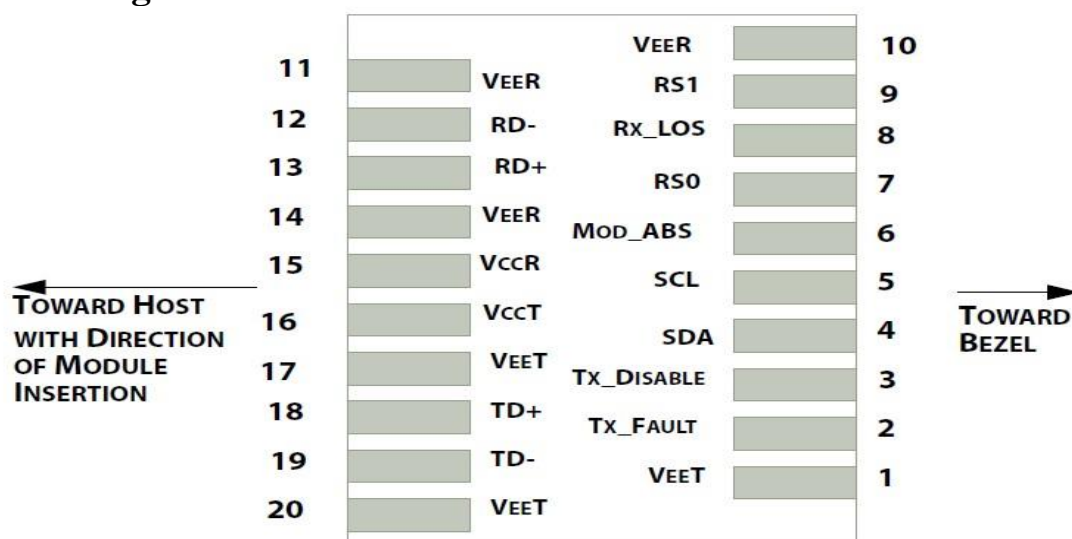 VEER 10
11 VEER
RS1 9
12 RD-
RX_LOS 8
13 RD+
RS0 7
14 VEER
MOD_ABS 6
15 VCCR
SCL 5
TOWARD HOST
WITH DIRECTION
OF MODULE
INSERTION
16 VCCT
SDA 4
TOWARD
BEZEL
17 VEET
TX_DISABLE 3
18 TD+
TX_FAULT 2
19 TD-
VEET 1
20 VEET